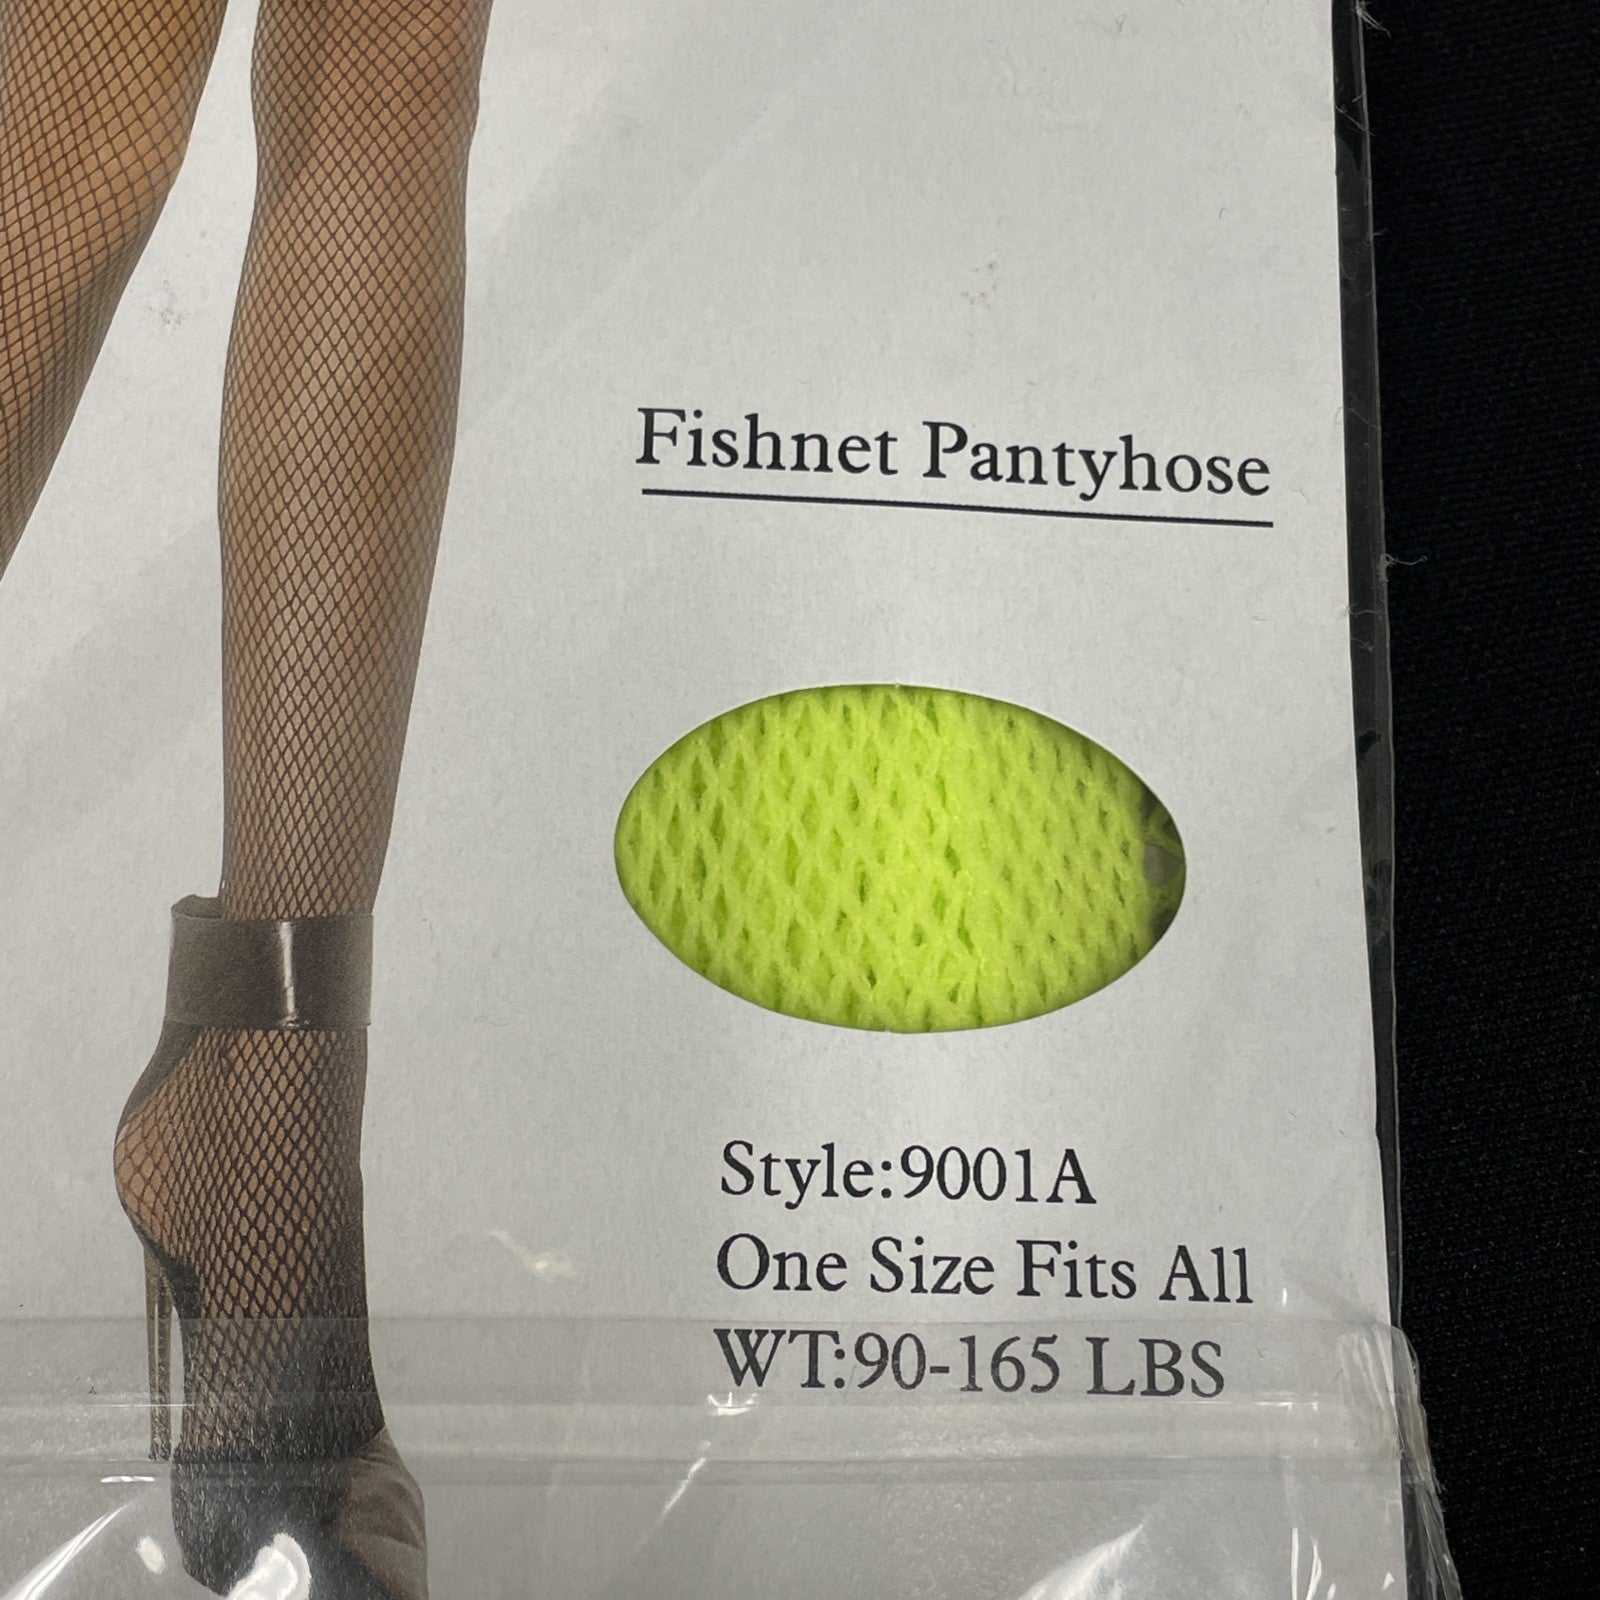 Fishnet Pantyhose
Style:9001A
One Size Fits All
WT:90-165 LBS